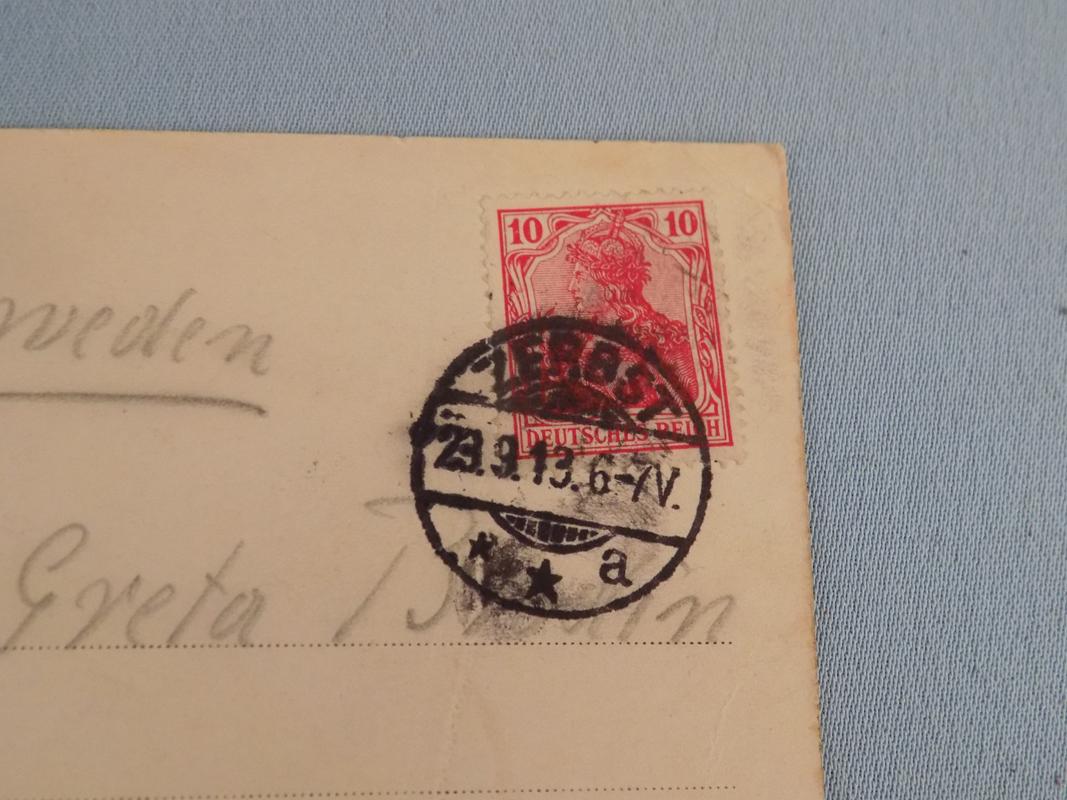 10 10
DEUTSCHES REICH
ZERBST
23.9.13.6-7V.
★ ★ a
Greta